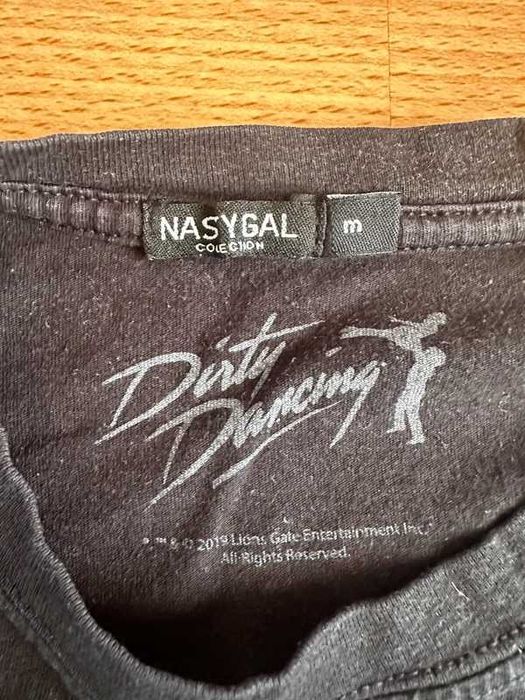 NASYGAL
COLECTION
m
Dirty
Dancing
®, ™ & © 2019 Lions Gate Entertainment Inc.
All Rights Reserved.